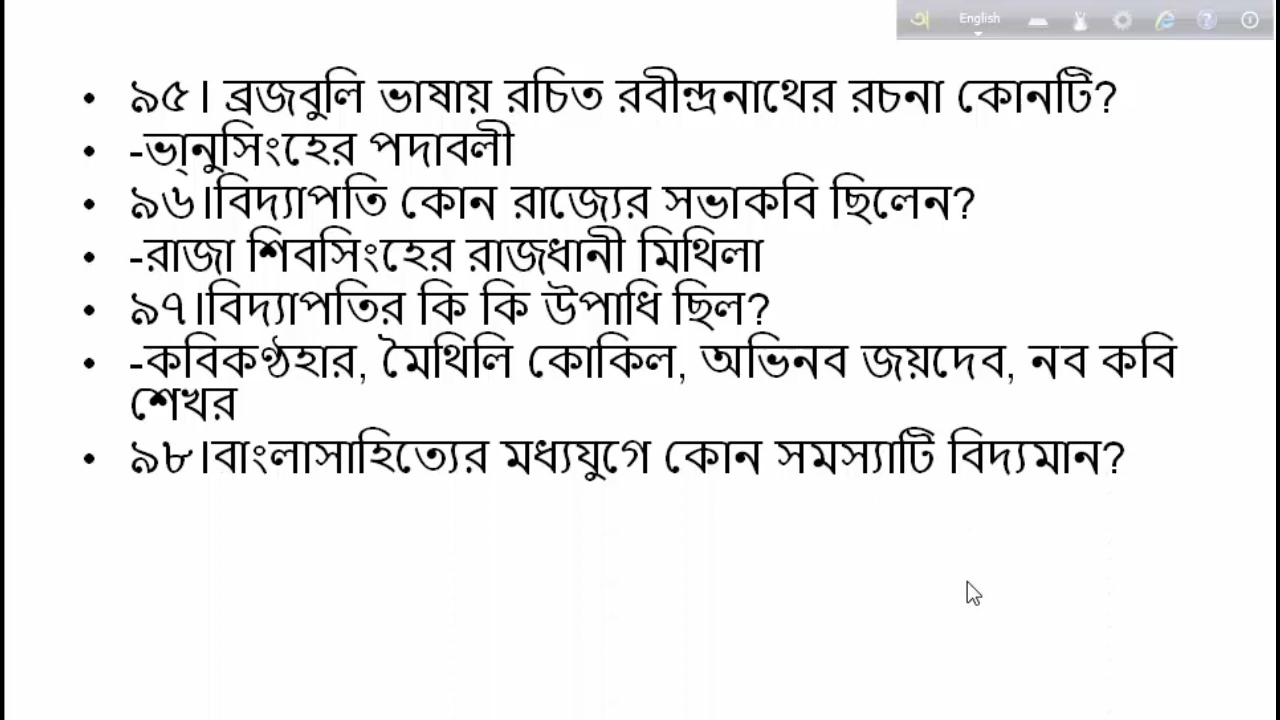 অ English
• ৯৫। ব্রজবুলি ভাষায় রচিত রবীন্দ্রনাথের রচনা কোনটি?
• -ভা্নুসিংহের পদাবলী
• ৯৬।বিদ্যাপতি কোন রাজ্যের সভাকবি ছিলেন?
• -রাজা শিবসিংহের রাজধানী মিথিলা
• ৯৭।বিদ্যাপতির কি কি উপাধি ছিল?
• -কবিকণ্ঠহার, মৈথিলি কোকিল, অভিনব জয়দেব, নব কবি
শেখর
• ৯৮।বাংলাসাহিত্যের মধ্যযুগে কোন সমস্যাটি বিদ্যমান?